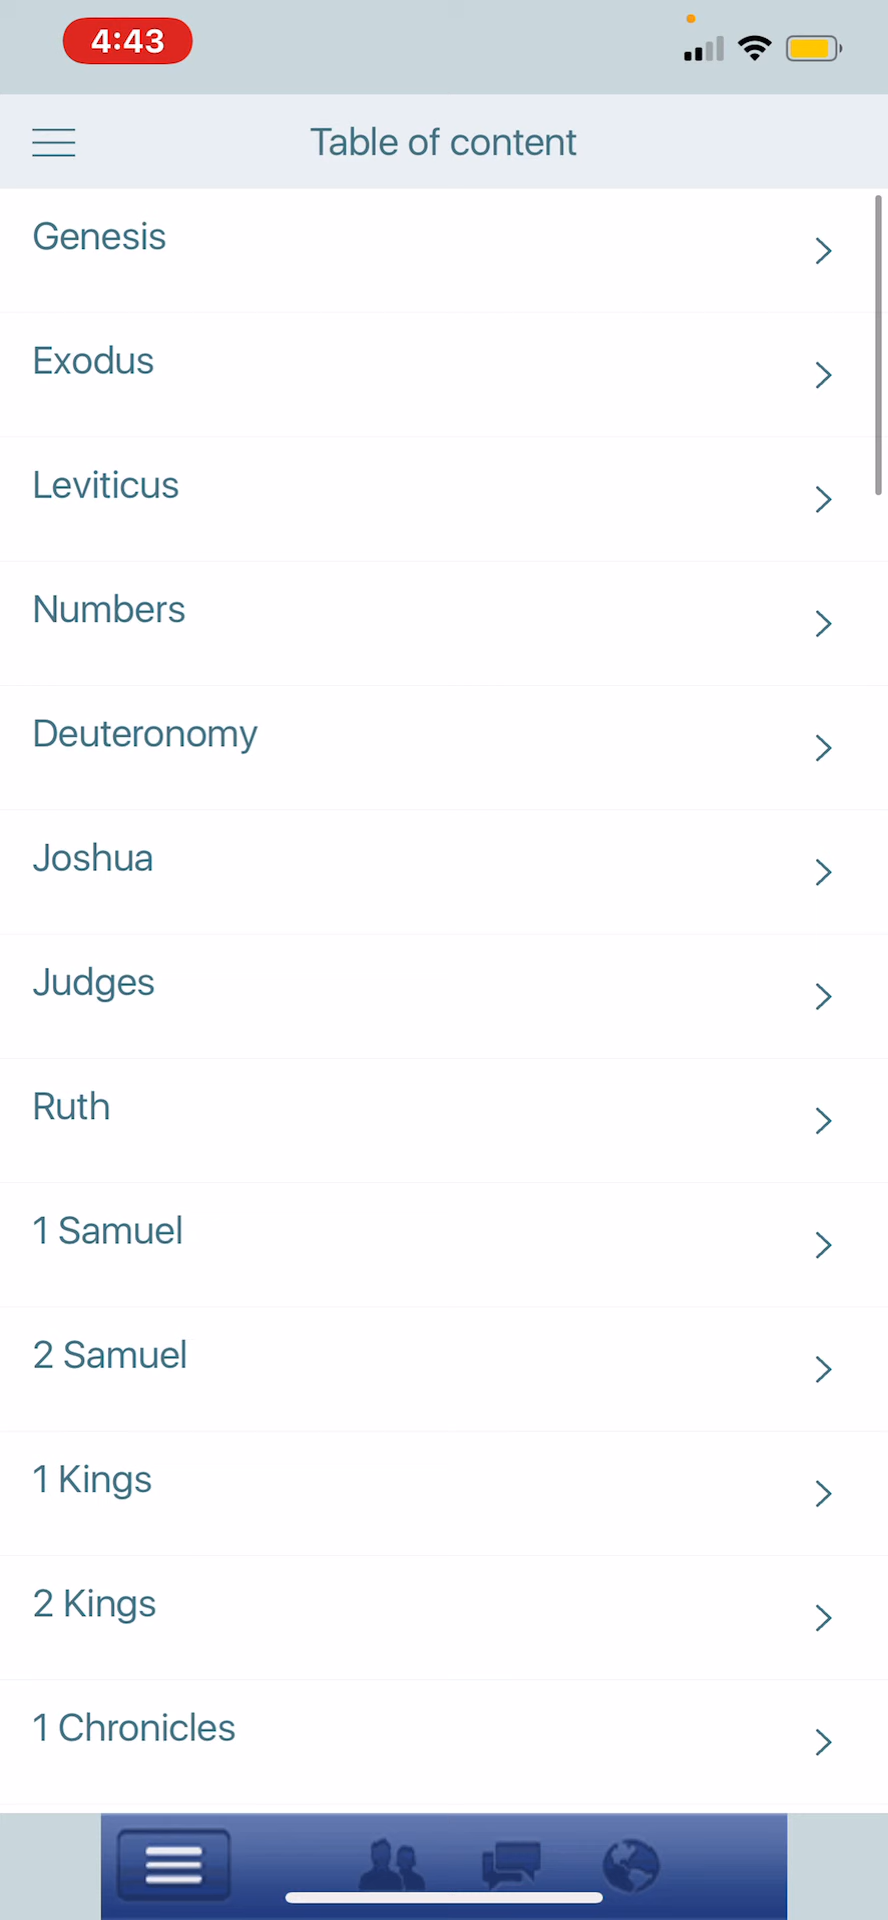 4:43
Table of content
Genesis
Exodus
Leviticus
Numbers
Deuteronomy
Joshua
Judges
Ruth
1 Samuel
2 Samuel
1 Kings
2 Kings
1 Chronicles